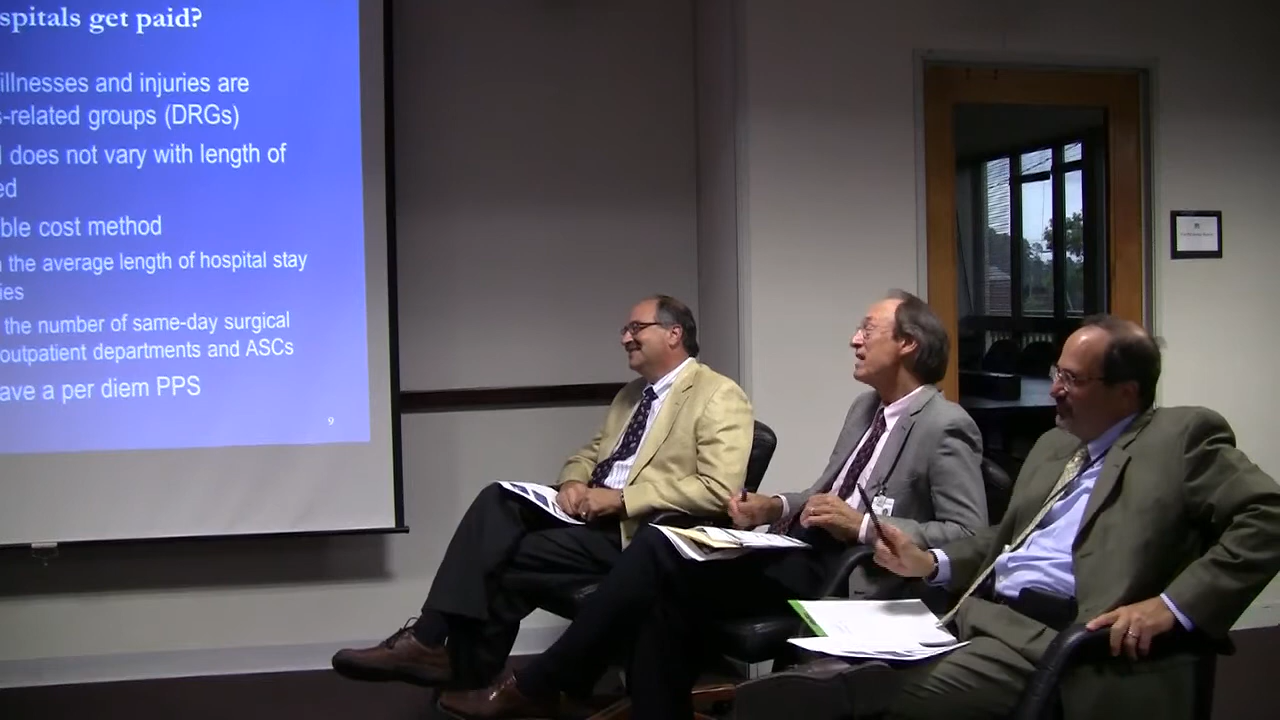 spitals get paid?
illnesses and injuries are
s-related groups (DRGs)
does not vary with length of
ed
ble cost method
the average length of hospital stay
ies
the number of same-day surgical
outpatient departments and ASCs
ave a per diem PPS
9